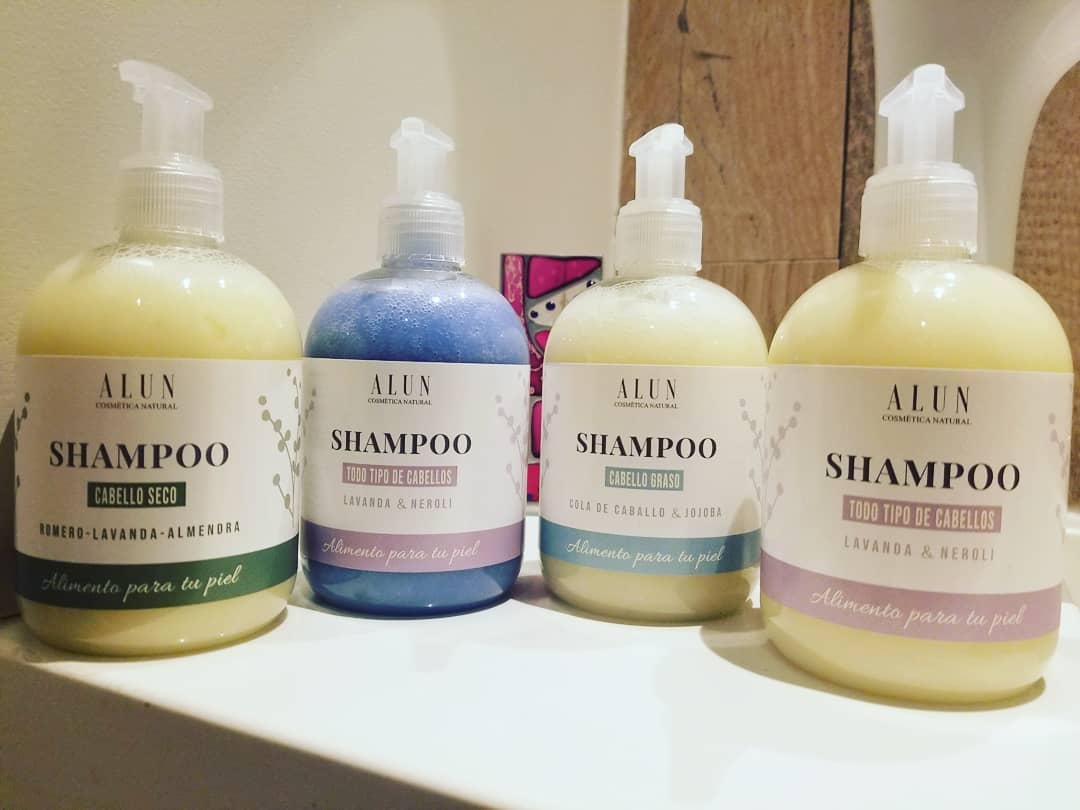 ALUN
COSMÉTICA NATURAL
SHAMPOO
CABELLO SECO
ROMERO-LAVANDA-ALMENDRA
Alimento para tu piel
ALUN
COSMÉTICA NATURAL
SHAMPOO
TODO TIPO DE CABELLOS
LAVANDA & NEROLI
Alimento para tu piel
ALUN
COSMÉTICA NATURAL
SHAMPOO
CABELLO GRASO
COLA DE CABALLO & JOJOBA
Alimento para tu piel
ALUN
COSMÉTICA NATURAL
SHAMPOO
TODO TIPO DE CABELLOS
LAVANDA & NEROLI
Alimento para tu piel